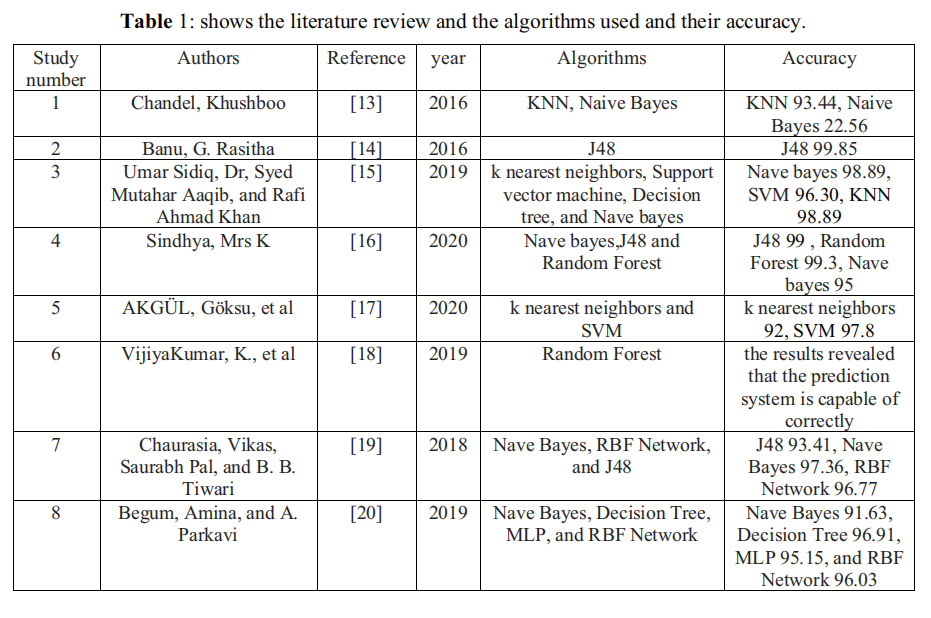 Table 1: shows the literature review and the algorithms used and their accuracy.
Study number Authors Reference year Algorithms Accuracy
1 Chandel, Khushboo [13] 2016 KNN, Naive Bayes KNN 93.44, Naive Bayes 22.56
2 Banu, G. Rasitha [14] 2016 J48 J48 99.85
3 Umar Sidiq, Dr, Syed Mutahar Aaqib, and Rafi Ahmad Khan [15] 2019 k nearest neighbors, Support vector machine, Decision tree, and Nave bayes Nave bayes 98.89, SVM 96.30, KNN 98.89
4 Sindhya, Mrs K [16] 2020 Nave bayes,J48 and Random Forest J48 99 , Random Forest 99.3, Nave bayes 95
5 AKGÜL, Göksu, et al [17] 2020 k nearest neighbors and SVM k nearest neighbors 92, SVM 97.8
6 VijiyaKumar, K., et al [18] 2019 Random Forest the results revealed that the prediction system is capable of correctly
7 Chaurasia, Vikas, Saurabh Pal, and B. B. Tiwari [19] 2018 Nave Bayes, RBF Network, and J48 J48 93.41, Nave Bayes 97.36, RBF Network 96.77
8 Begum, Amina, and A. Parkavi [20] 2019 Nave Bayes, Decision Tree, MLP, and RBF Network Nave Bayes 91.63, Decision Tree 96.91, MLP 95.15, and RBF Network 96.03